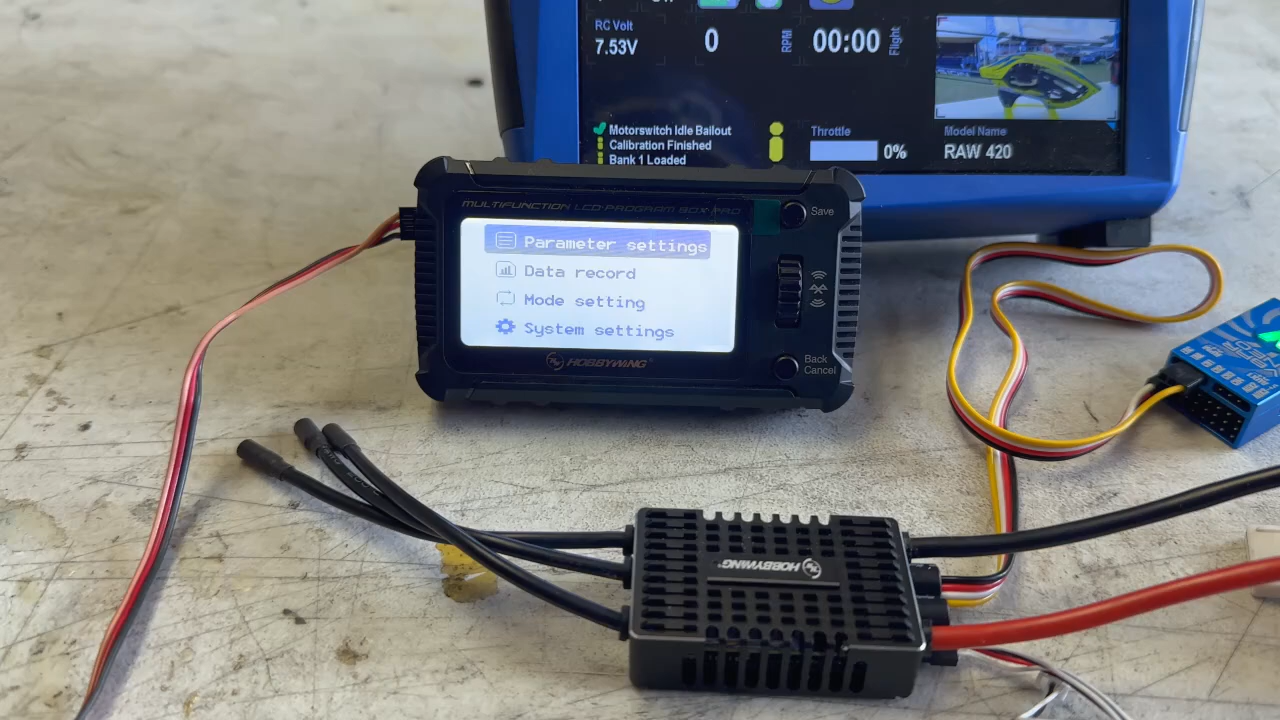 RC Volt
7.53V
0
RPM
00:00
Flight
Motorswitch Idle Bailout
Calibration Finished
Bank 1 Loaded
Throttle
0%
Model Name
RAW 420
MULTIFUNCTION LCD PROGRAM BOX PRO
Save
Parameter settings
Data record
Mode setting
System settings
Back
Cancel
HOBBYWING
HOBBYWING